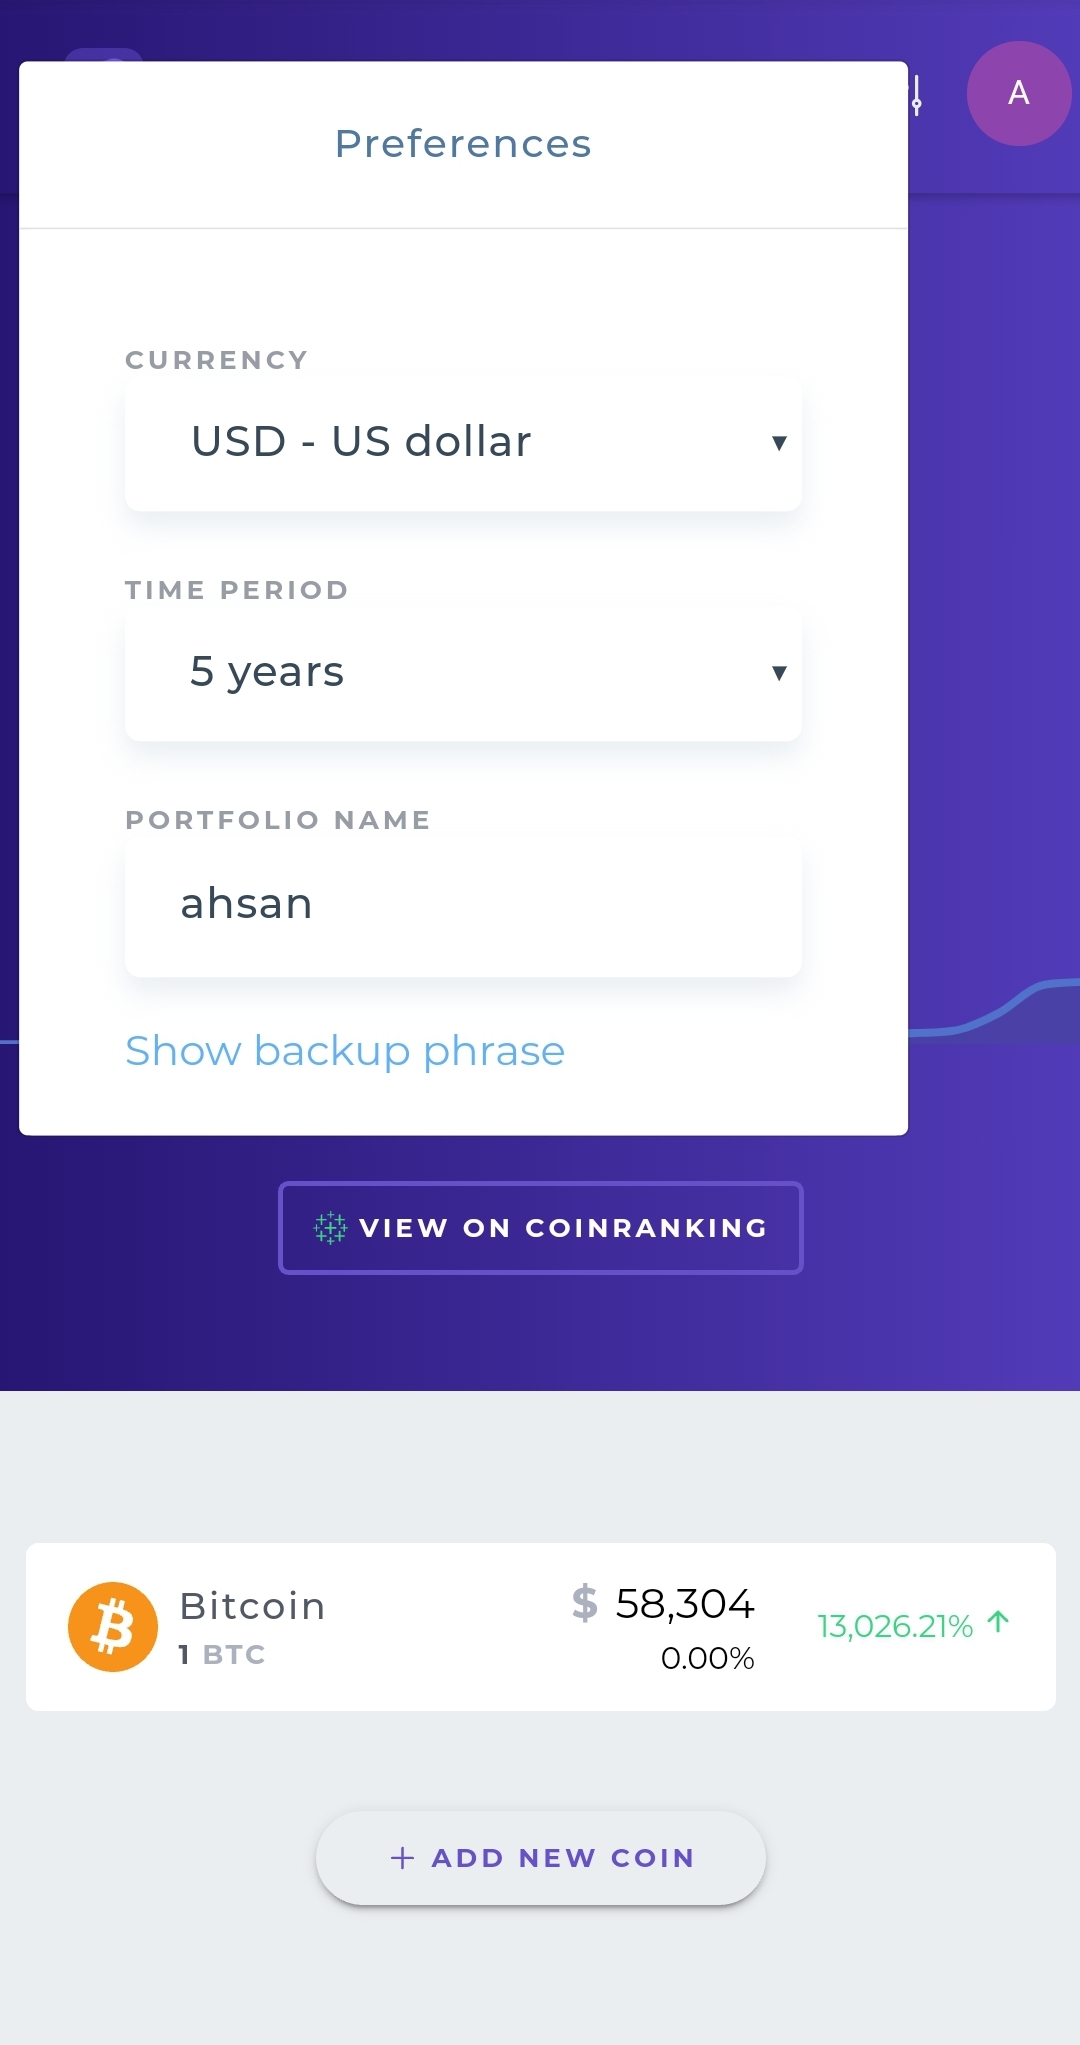 A
Preferences
CURRENCY
USD - US dollar
TIME PERIOD
5 years
PORTFOLIO NAME
ahsan
Show backup phrase
VIEW ON COINRANKING
Bitcoin
$ 58,304
13,026.21%
1 BTC
0.00%
+ ADD NEW COIN